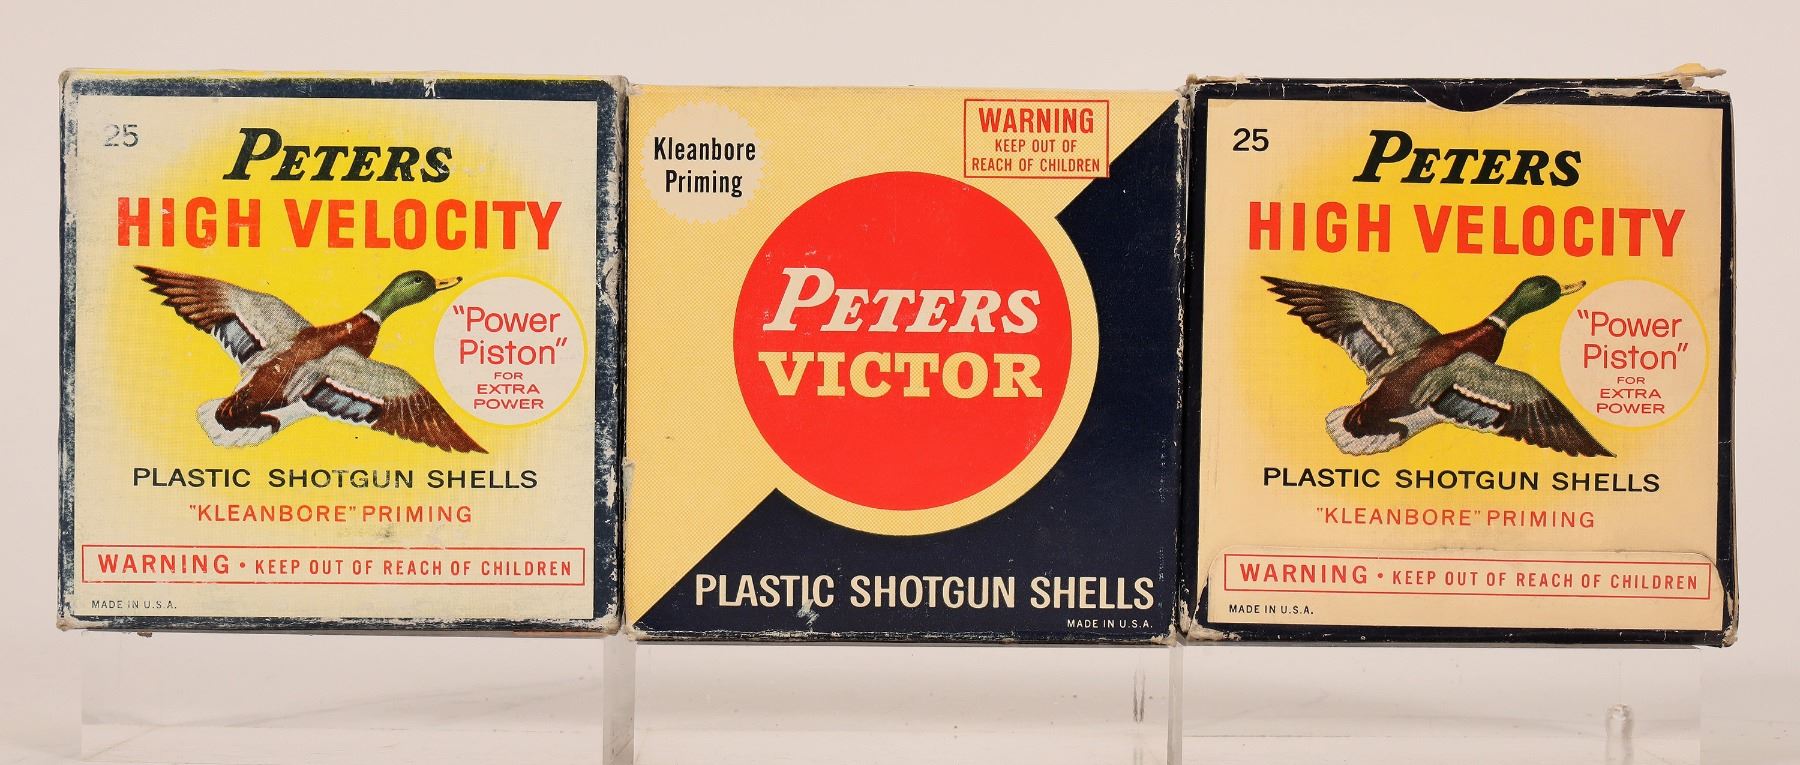 25
PETERS
HIGH VELOCITY
"Power
Piston"
FOR
EXTRA
POWER
PLASTIC SHOTGUN SHELLS
"KLEANBORE" PRIMING
WARNING • KEEP OUT OF REACH OF CHILDREN
MADE IN U.S.A.
Kleanbore
Priming
WARNING
KEEP OUT OF
REACH OF CHILDREN
PETERS
VICTOR
PLASTIC SHOTGUN SHELLS
MADE IN U.S.A.
25
PETERS
HIGH VELOCITY
"Power
Piston"
FOR
EXTRA
POWER
PLASTIC SHOTGUN SHELLS
"KLEANBORE" PRIMING
WARNING • KEEP OUT OF REACH OF CHILDREN
MADE IN U.S.A.